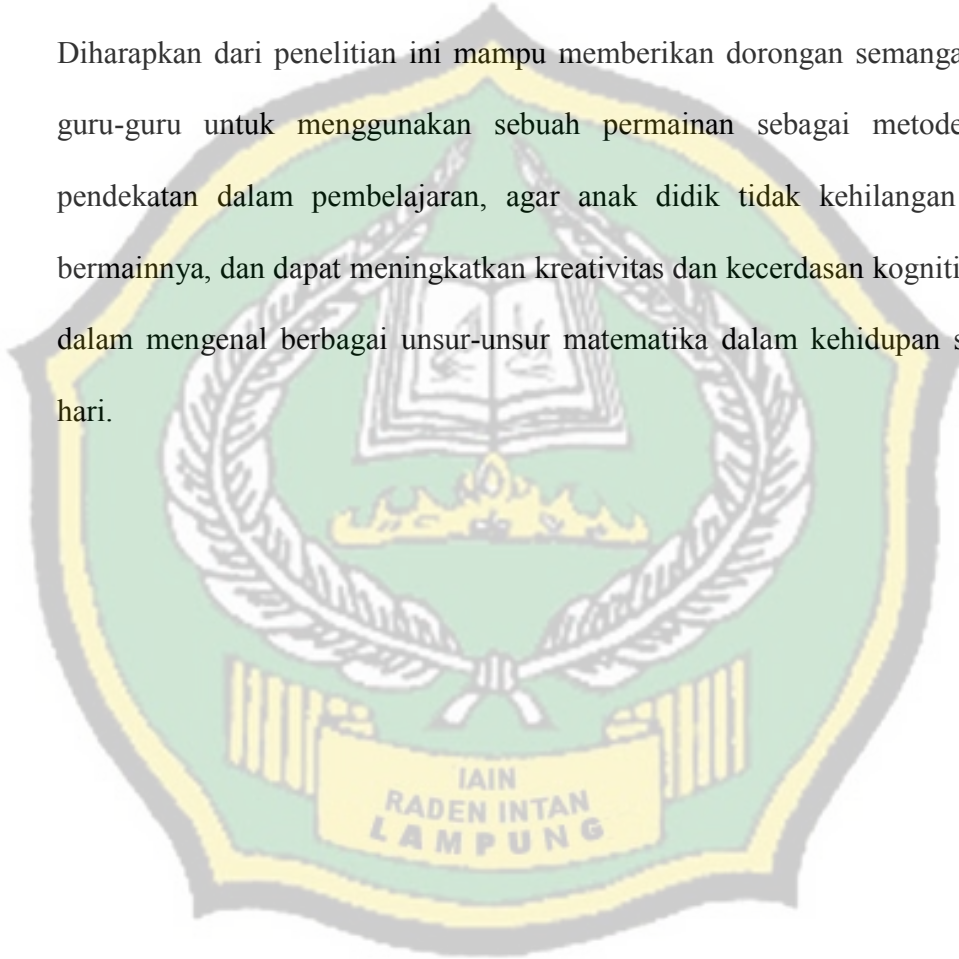 Diharapkan dari penelitian ini mampu memberikan dorongan semanga
guru-guru untuk menggunakan sebuah permainan sebagai metode
pendekatan dalam pembelajaran, agar anak didik tidak kehilangan
bermainnya, dan dapat meningkatkan kreativitas dan kecerdasan kogniti
dalam mengenal berbagai unsur-unsur matematika dalam kehidupan s
hari.
IAIN
RADEN INTAN
LAMPUNG